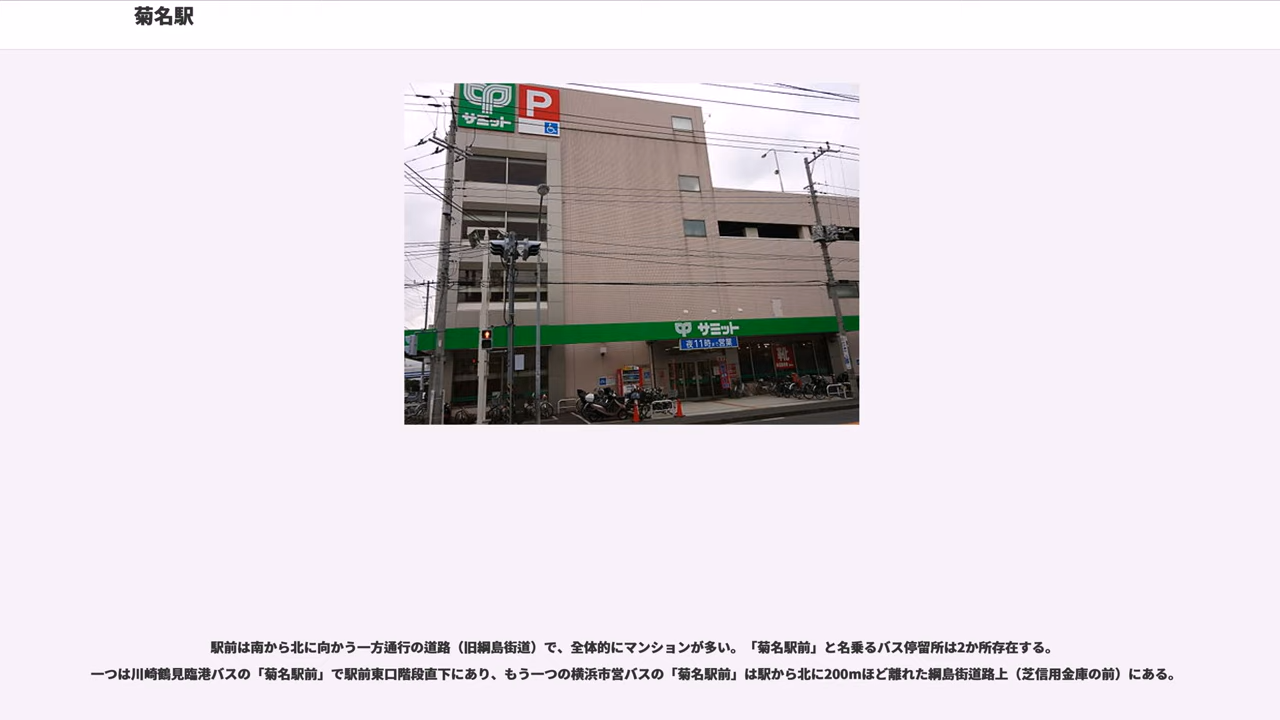 菊名駅
サミット
P
サミット
夜11時まで営業
靴
駅前は南から北に向かう一方通行の道路（旧綱島街道）で、全体的にマンションが多い。「菊名駅前」と名乗るバス停留所は2か所存在する。
一つは川崎鶴見臨港バスの「菊名駅前」で駅前東口階段直下にあり、もう一つの横浜市営バスの「菊名駅前」は駅から北に200mほど離れた綱島街道路上（芝信用金庫の前）にある。